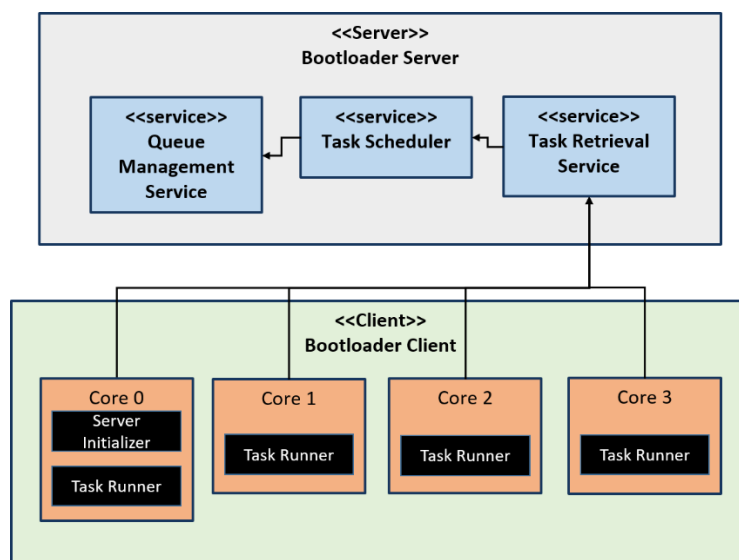 <<Server>>
Bootloader Server
<<service>>
Queue
Management
Service
<<service>>
Task Scheduler
<<service>>
Task Retrieval
Service
<<Client>>
Bootloader Client
Core 0
Server
Initializer
Task Runner
Core 1
Task Runner
Core 2
Task Runner
Core 3
Task Runner